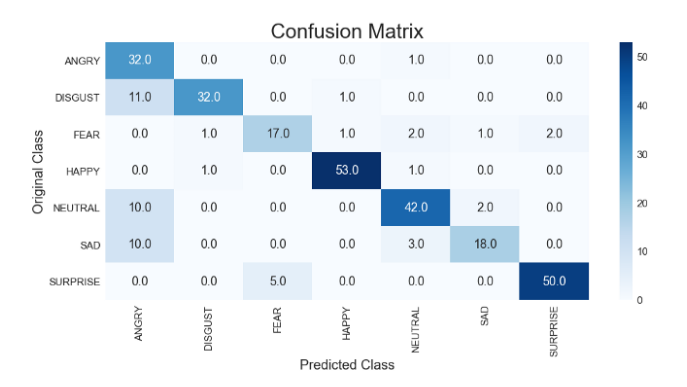 Confusion Matrix
ANGRY 32.0 0.0 0.0 0.0 1.0 0.0 0.0
DISGUST 11.0 32.0 0.0 1.0 0.0 0.0 0.0
FEAR 0.0 1.0 17.0 1.0 2.0 1.0 2.0
HAPPY 0.0 1.0 0.0 53.0 1.0 0.0 0.0
NEUTRAL 10.0 0.0 0.0 0.0 42.0 2.0 0.0
SAD 10.0 0.0 0.0 0.0 3.0 18.0 0.0
SURPRISE 0.0 0.0 5.0 0.0 0.0 0.0 50.0
Original Class
ANGRY DISGUST FEAR HAPPY NEUTRAL SAD SURPRISE
Predicted Class
50
40
30
20
10
0